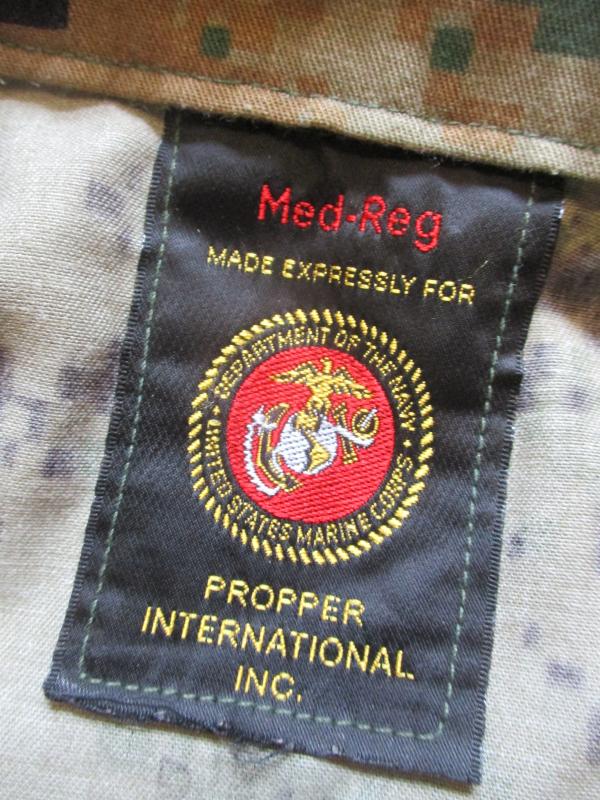 Med-Reg
MADE EXPRESSLY FOR
DEPARTMENT OF THE NAVY
UNITED STATES MARINE CORPS
PROPPER
INTERNATIONAL
INC.